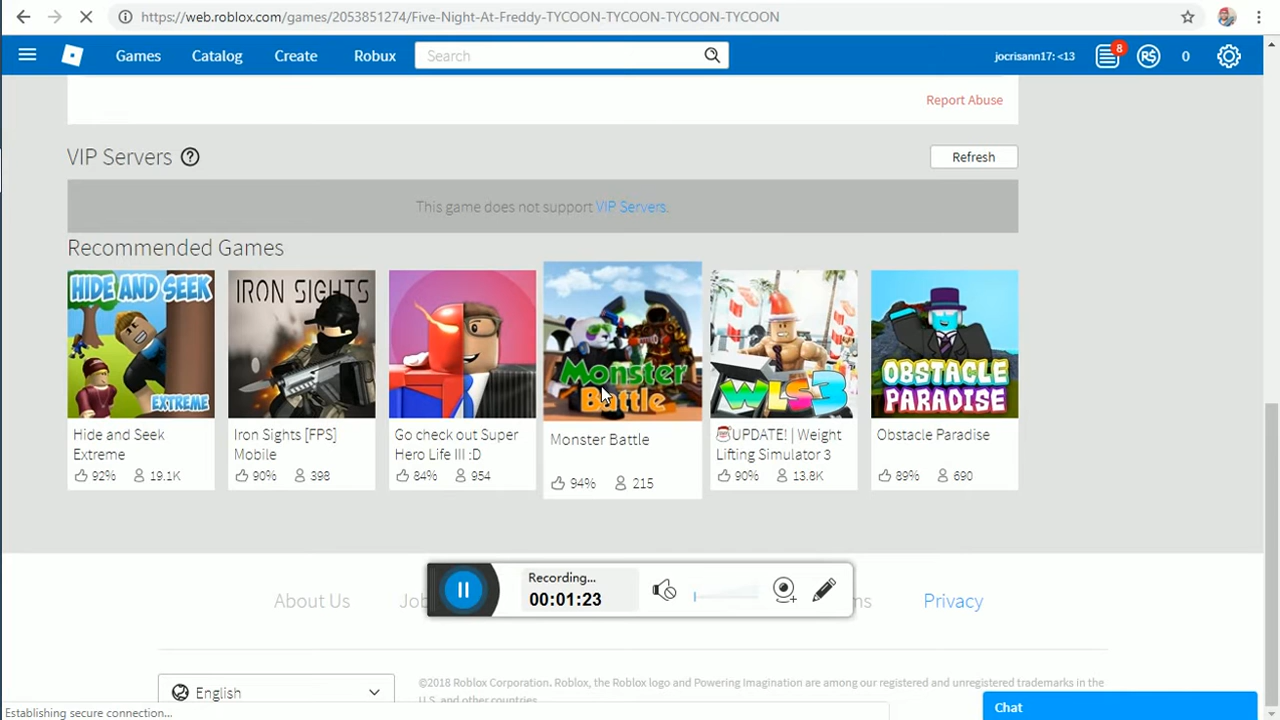 https://web.roblox.com/games/2053851274/Five-Night-At-Freddy-TYCOON-TYCOON-TYCOON-TYCOON
Games Catalog Create Robux Search jocrisann17: <13 8 R$ 0
Report Abuse
VIP Servers ? Refresh
This game does not support VIP Servers.
Recommended Games
HIDE AND SEEK
EXTREME
IRON SIGHTS
Monster
Battle
WLS3
OBSTACLE
PARADISE
Hide and Seek
Extreme
92% 19.1K
Iron Sights [FPS]
Mobile
90% 398
Go check out Super
Hero Life III :D
84% 954
Monster Battle
94% 215
🎅UPDATE! | Weight
Lifting Simulator 3
90% 13.8K
Obstacle Paradise
89% 690
Recording...
00:01:23
About Us Privacy
English
©2018 Roblox Corporation. Roblox, the Roblox logo and Powering Imagination are among our registered and unregistered trademarks in the
U.S. and other countries.
Chat
Establishing secure connection...